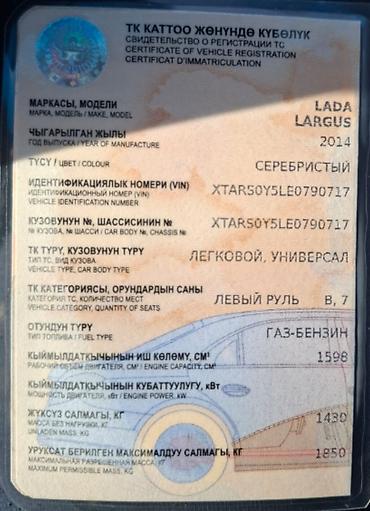 ТК КАТТОО ЖӨНҮНДӨ КҮБӨЛҮК
СВИДЕТЕЛЬСТВО О РЕГИСТРАЦИИ ТС
CERTIFICATE OF VEHICLE REGISTRATION
CERTIFICAT D'IMMATRICULATION
МАРКАСЫ, МОДЕЛИ
МАРКА, МОДЕЛЬ / MAKE, MODEL
LADA
LARGUS
ЧЫГАРЫЛГАН ЖЫЛЫ
ГОД ВЫПУСКА / YEAR OF MANUFACTURE
2014
ТҮСҮ / ЦВЕТ / COLOUR
СЕРЕБРИСТЫЙ
ИДЕНТИФИКАЦИЯЛЫК НОМЕРИ (VIN)
ИДЕНТИФИКАЦИОННЫЙ НОМЕР (VIN)
VEHICLE IDENTIFICATION NUMBER
XTARS0Y5LE0790717
КУЗОВУНУН №, ШАССИСИНИН №
№ КУЗОВА, № ШАССИ / CAR BODY №, CHASSIS №
XTARS0Y5LE0790717
ТК ТҮРҮ, КУЗОВУНУН ТҮРҮ
ТИП ТС, ВИД КУЗОВА
VEHICLE TYPE, CAR BODY TYPE
ЛЕГКОВОЙ, УНИВЕРСАЛ
ТК КАТЕГОРИЯСЫ, ОРУНДАРДЫН САНЫ
КАТЕГОРИЯ ТС, КОЛИЧЕСТВО МЕСТ
VEHICLE CATEGORY, QUANTITY OF SEATS
ЛЕВЫЙ РУЛЬ B, 7
ОТУНДУН ТҮРҮ
ТИП ТОПЛИВА / FUEL TYPE
ГАЗ-БЕНЗИН
КЫЙМЫЛДАТКЫЧЫНЫН ИШ КӨЛӨМҮ, СМ³
РАБОЧИЙ ОБЪЕМ ДВИГАТЕЛЯ, СМ³ / ENGINE CAPACITY, СМ³
1598
КЫЙМЫЛДАТКЫЧЫНЫН КУБАТТУУЛУГУ, кВт
МОЩНОСТЬ ДВИГАТЕЛЯ, кВт / ENGINE POWER, kW
ЖҮКСҮЗ САЛМАГЫ, КГ
МАССА БЕЗ НАГРУЗКИ, КГ
UNLADEN MASS, KG
1430
УРУКСАТ БЕРИЛГЕН МАКСИМАЛДУУ САЛМАГЫ, КГ
МАКСИМАЛЬНАЯ РАЗРЕШЕННАЯ МАССА, КГ
MAXIMUM PERMISSIBLE MASS, KG
1850